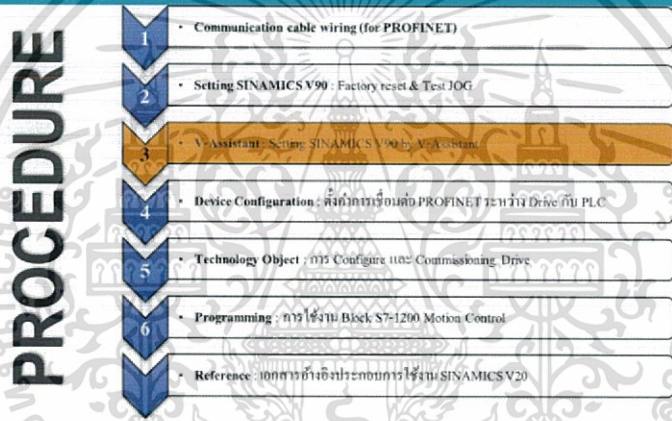 PROCEDURE
1
• Communication cable wiring (for PROFINET)
2
• Setting SINAMICS V90 : Factory reset & Test JOG
3
• V-Assistant : Setting SINAMICS V90 by V-Assistant
4
• Device Configuration : ตั้งค่าการเชื่อมต่อ PROFINET ระหว่าง Drive กับ PLC
5
• Technology Object : การ Configure และ Commissioning Drive
6
• Programming : การใช้งาน Block S7-1200 Motion Control
7
• Reference : เอกสารอ้างอิงประกอบการใช้งาน SINAMICS V20